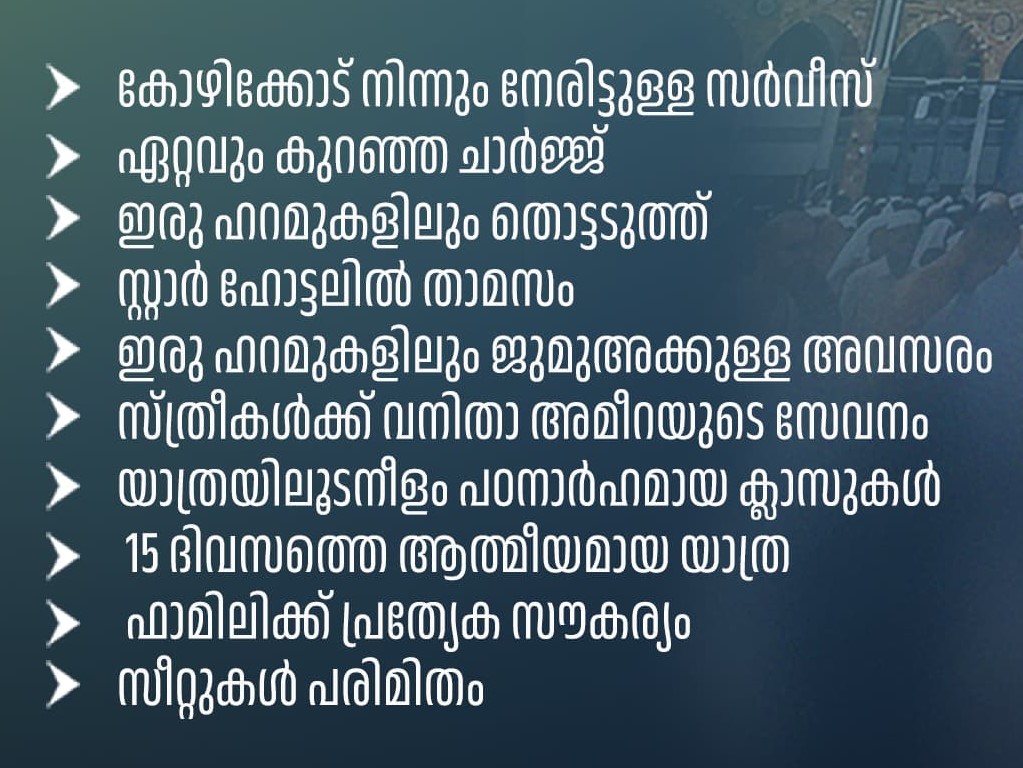 കോഴിക്കോട് നിന്നും നേരിട്ടുള്ള സർവീസ്
ഏറ്റവും കുറഞ്ഞ ചാർജ്ജ്
ഇരു ഹറമുകളിലും തൊട്ടടുത്ത്
സ്റ്റാർ ഹോട്ടലിൽ താമസം
ഇരു ഹറമുകളിലും ജുമുഅക്കുള്ള അവസരം
സ്ത്രീകൾക്ക് വനിതാ അമീറയുടെ സേവനം
യാത്രയിലൂടനീളം പഠനാർഹമായ ക്ലാസുകൾ
15 ദിവസത്തെ ആത്മീയമായ യാത്ര
ഫാമിലിക്ക് പ്രത്യേക സൗകര്യം
സീറ്റുകൾ പരിമിതം